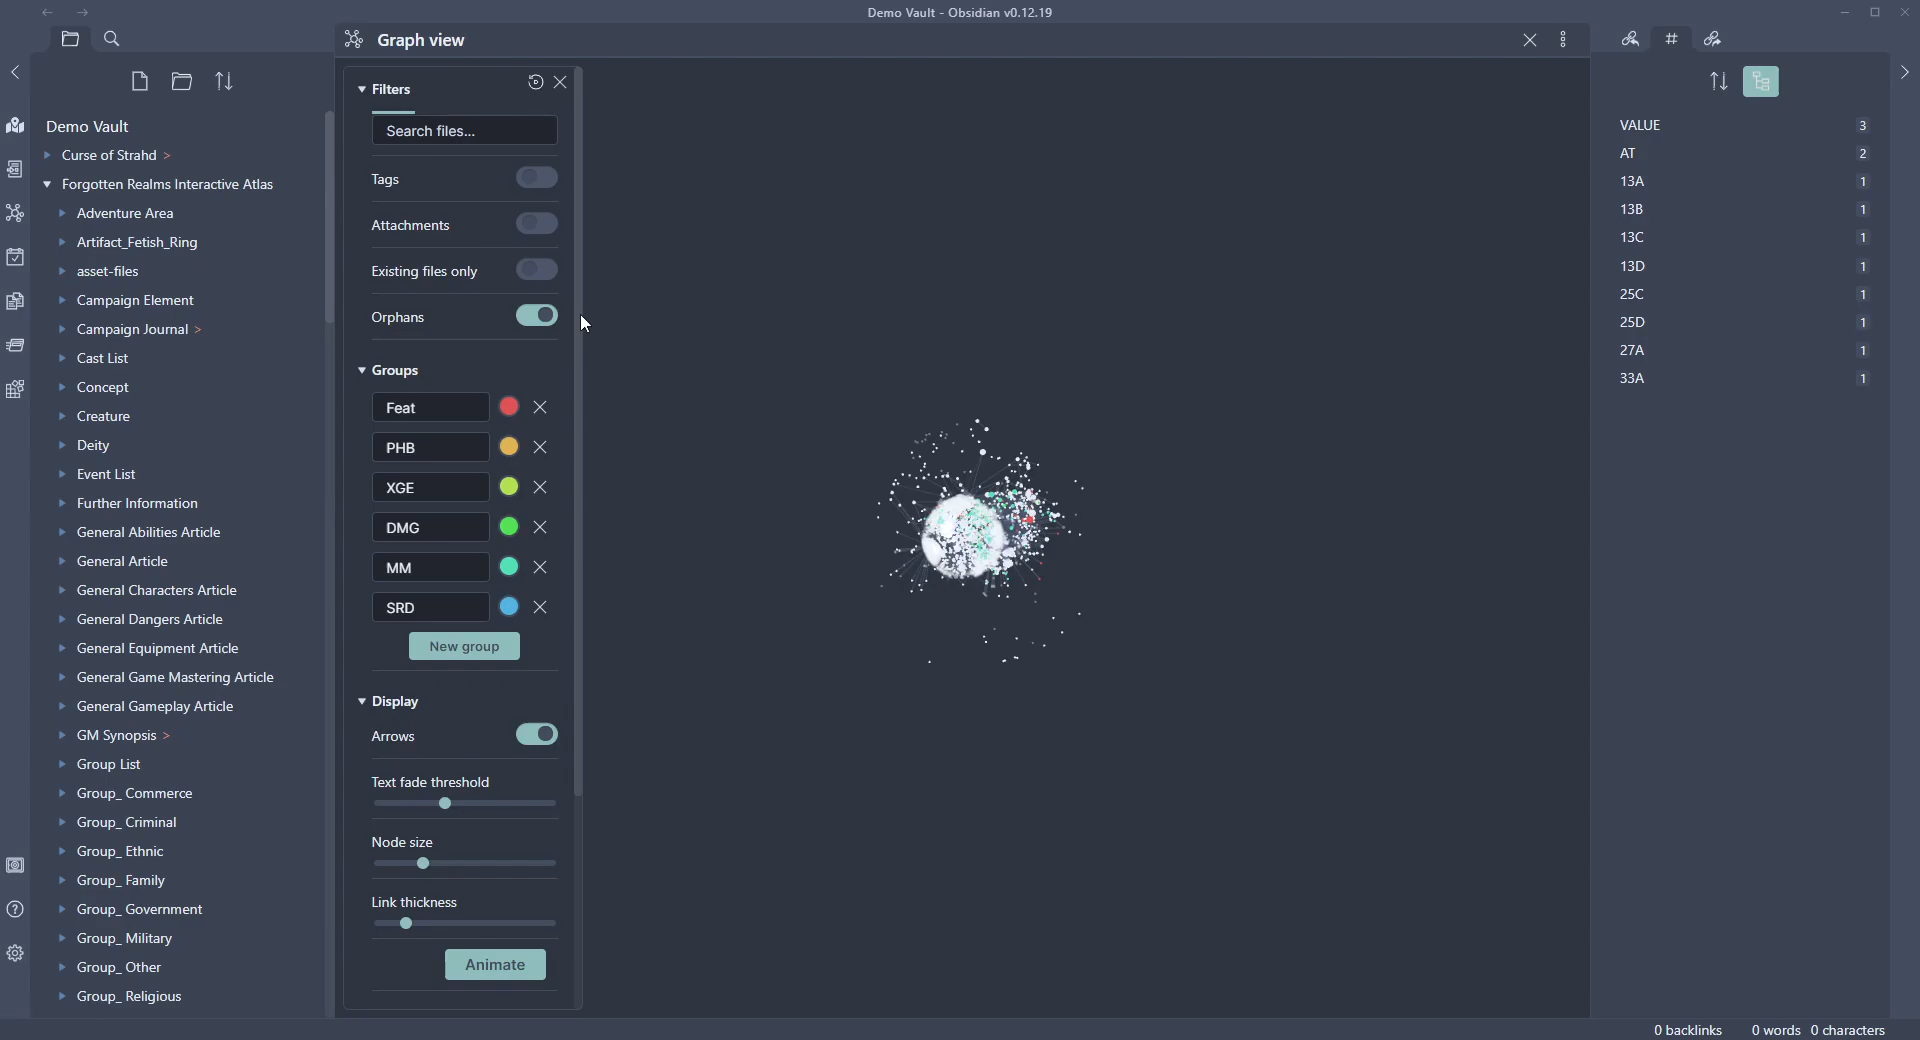 Demo Vault - Obsidian v0.12.19
Graph view
Demo Vault
Curse of Strahd >
Forgotten Realms Interactive Atlas
Adventure Area
Artifact_Fetish_Ring
asset-files
Campaign Element
Campaign Journal >
Cast List
Concept
Creature
Deity
Event List
Further Information
General Abilities Article
General Article
General Characters Article
General Dangers Article
General Equipment Article
General Game Mastering Article
General Gameplay Article
GM Synopsis >
Group List
Group_ Commerce
Group_ Criminal
Group_ Ethnic
Group_ Family
Group_ Government
Group_ Military
Group_ Other
Group_ Religious
Filters
Search files...
Tags
Attachments
Existing files only
Orphans
Groups
Feat
PHB
XGE
DMG
MM
SRD
New group
Display
Arrows
Text fade threshold
Node size
Link thickness
Animate
#
VALUE 3
AT 2
13A 1
13B 1
13C 1
13D 1
25C 1
25D 1
27A 1
33A 1
0 backlinks 0 words 0 characters